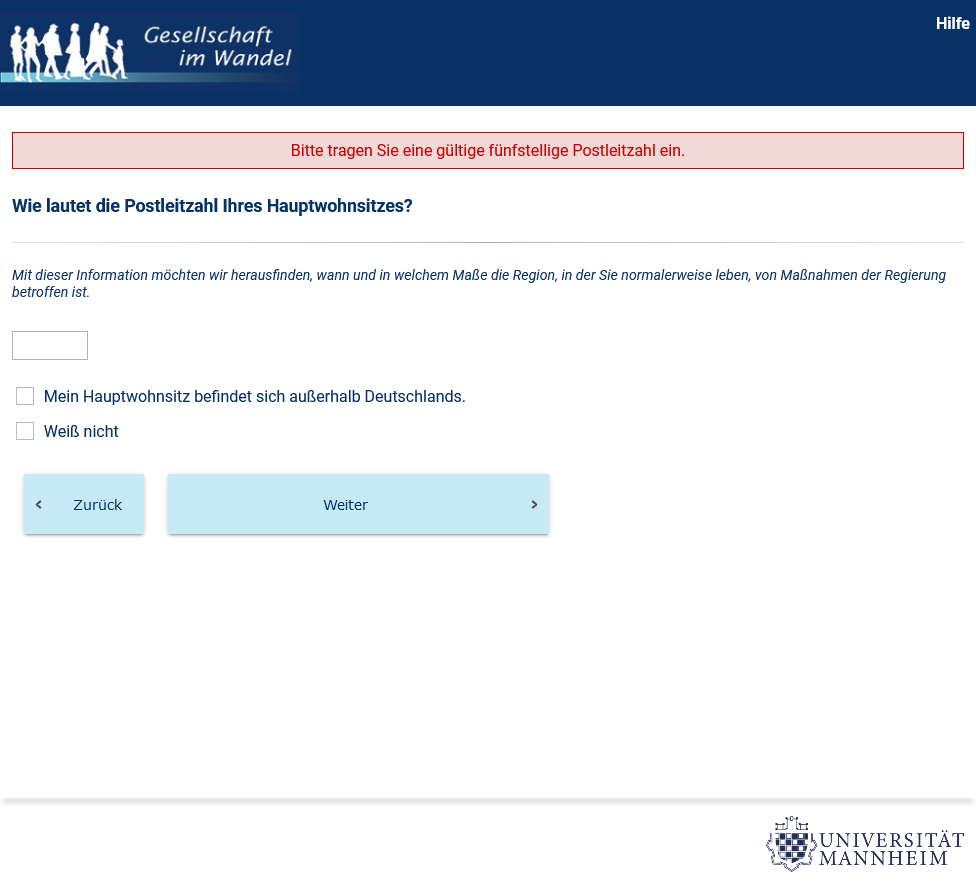 Gesellschaft
im Wandel
Hilfe
Bitte tragen Sie eine gültige fünfstellige Postleitzahl ein.
Wie lautet die Postleitzahl Ihres Hauptwohnsitzes?
Mit dieser Information möchten wir herausfinden, wann und in welchem Maße die Region, in der Sie normalerweise leben, von Maßnahmen der Regierung
betroffen ist.
Mein Hauptwohnsitz befindet sich außerhalb Deutschlands.
Weiß nicht
Zurück
Weiter
UNIVERSITÄT
MANNHEIM